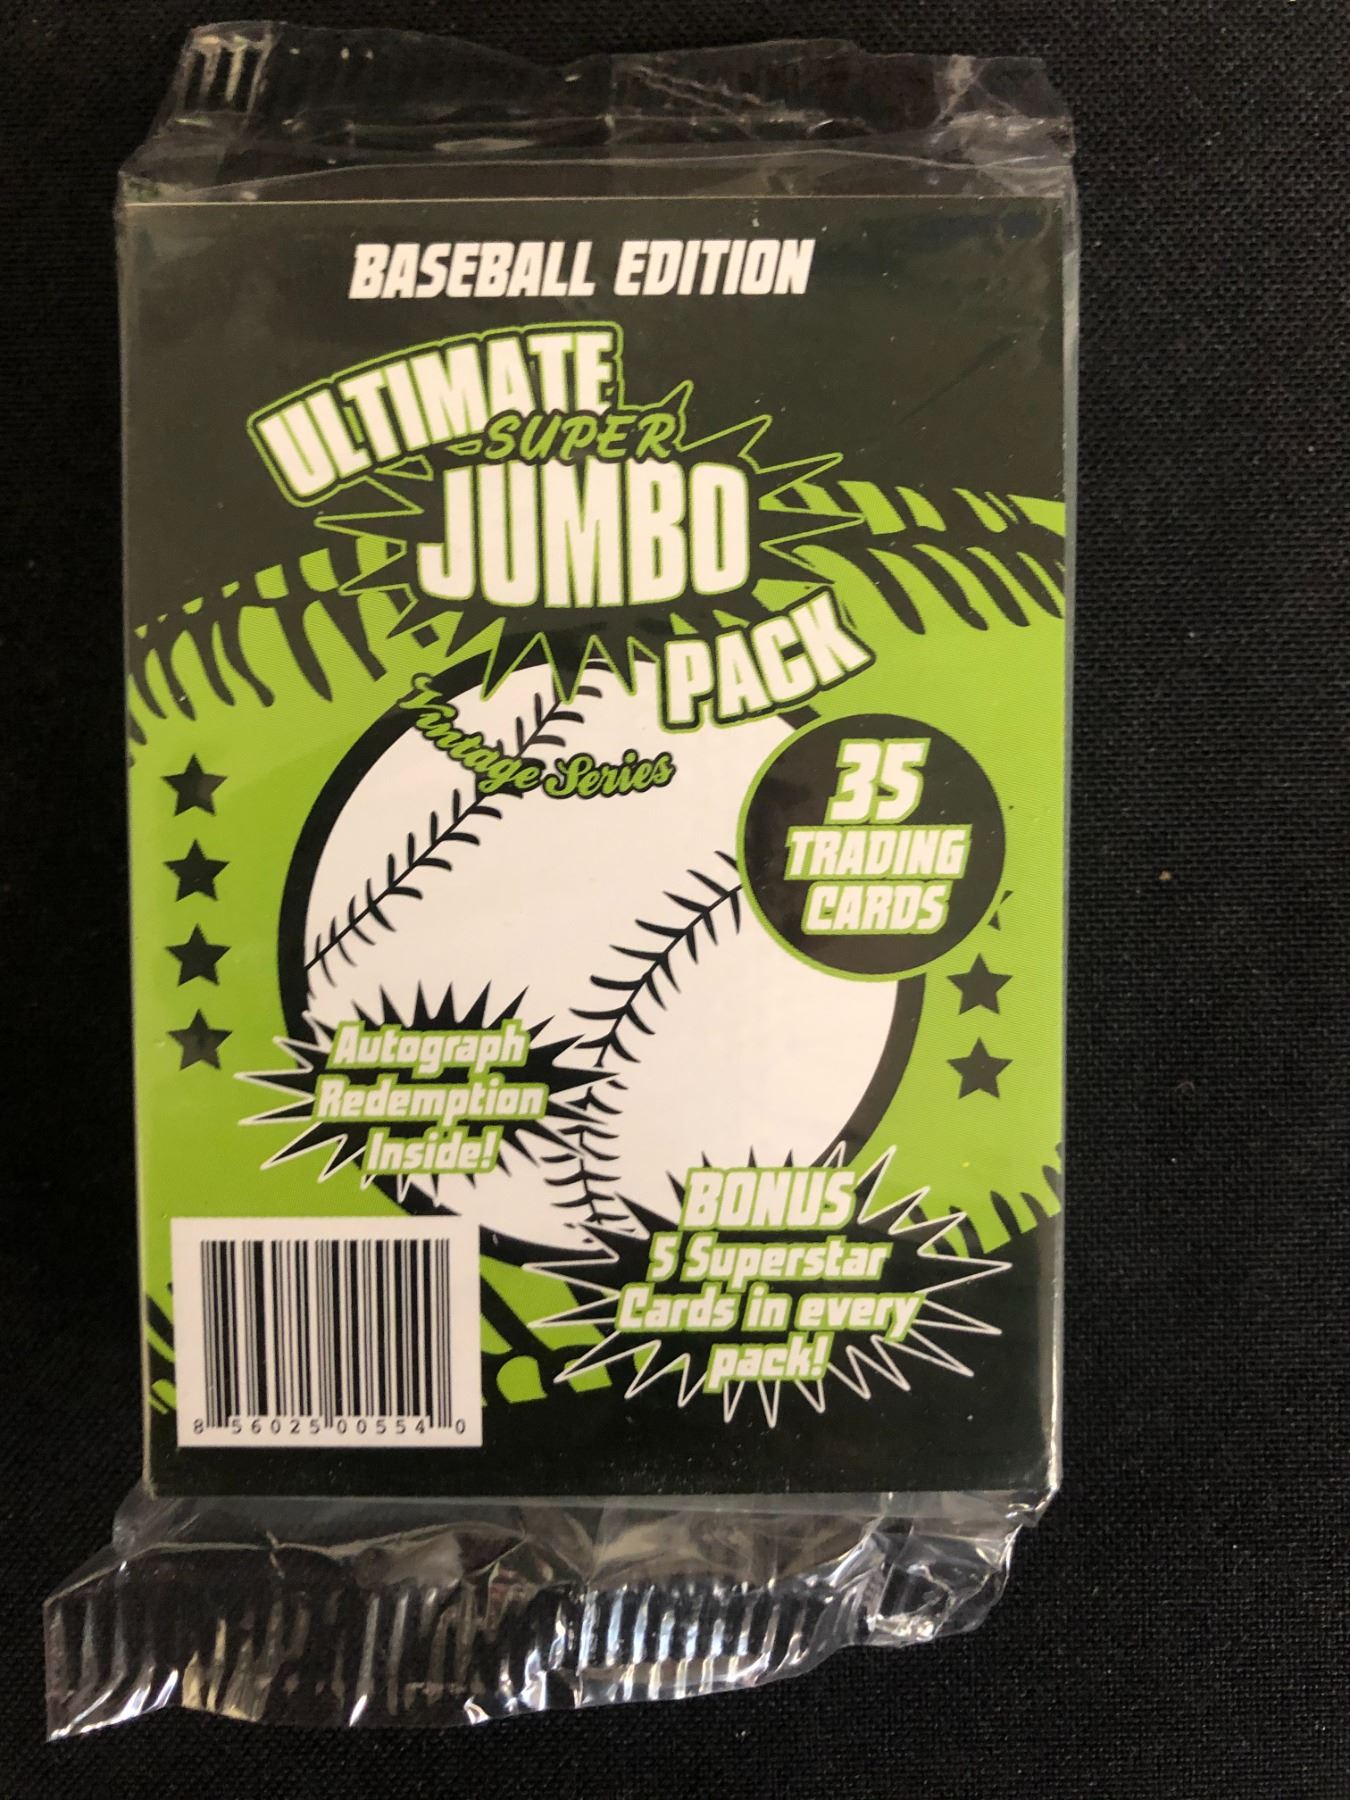 BASEBALL EDITION
ULTIMATE
SUPER
JUMBO
PACK
Vintage Series
35
TRADING
CARDS
Autograph
Redemption
Inside!
BONUS
5 Superstar
Cards in every
pack!
8 56025 00554 0